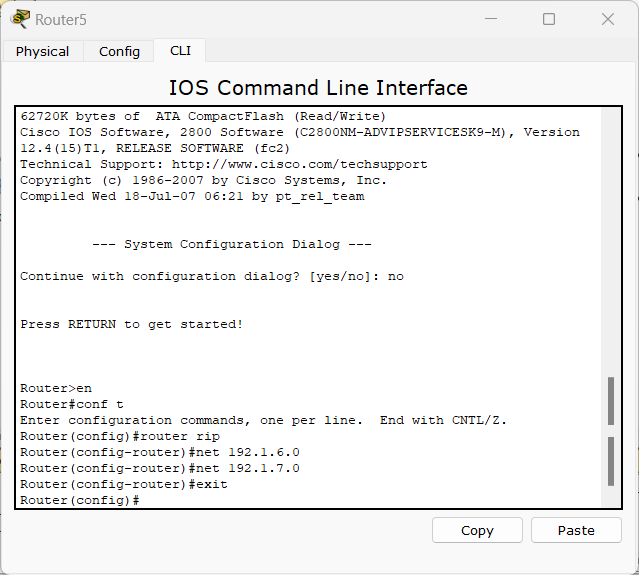 Router5
Physical Config CLI
IOS Command Line Interface
62720K bytes of  ATA CompactFlash (Read/Write)
Cisco IOS Software, 2800 Software (C2800NM-ADVIPSERVICESK9-M), Version
12.4(15)T1, RELEASE SOFTWARE (fc2)
Technical Support: http://www.cisco.com/techsupport
Copyright (c) 1986-2007 by Cisco Systems, Inc.
Compiled Wed 18-Jul-07 06:21 by pt_rel_team
--- System Configuration Dialog ---
Continue with configuration dialog? [yes/no]: no
Press RETURN to get started!
Router>en
Router#conf t
Enter configuration commands, one per line.  End with CNTL/Z.
Router(config)#router rip
Router(config-router)#net 192.1.6.0
Router(config-router)#net 192.1.7.0
Router(config-router)#exit
Router(config)#
Copy Paste